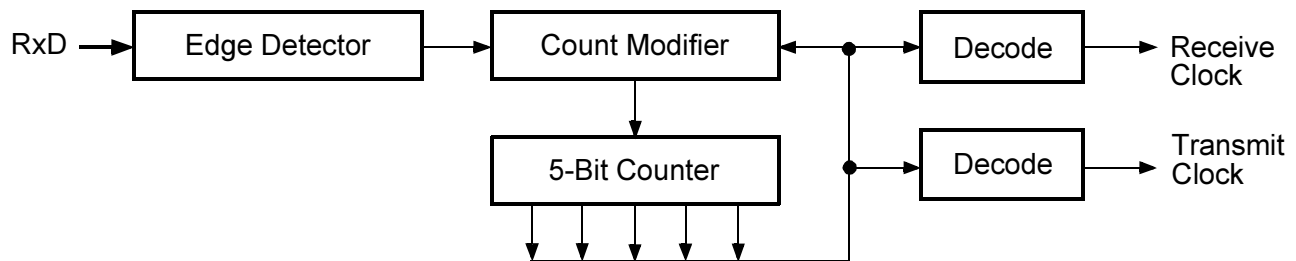 RxD
Edge Detector
Count Modifier
Decode
Receive
Clock
5-Bit Counter
Decode
Transmit
Clock